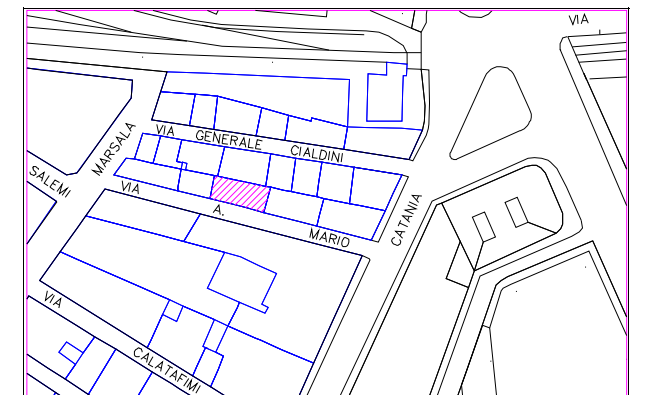 VIA
VIA GENERALE CIALDINI
MARSALA
SALEMI
VIA A. MARIO
CATANIA
VIA CALATAFIMI